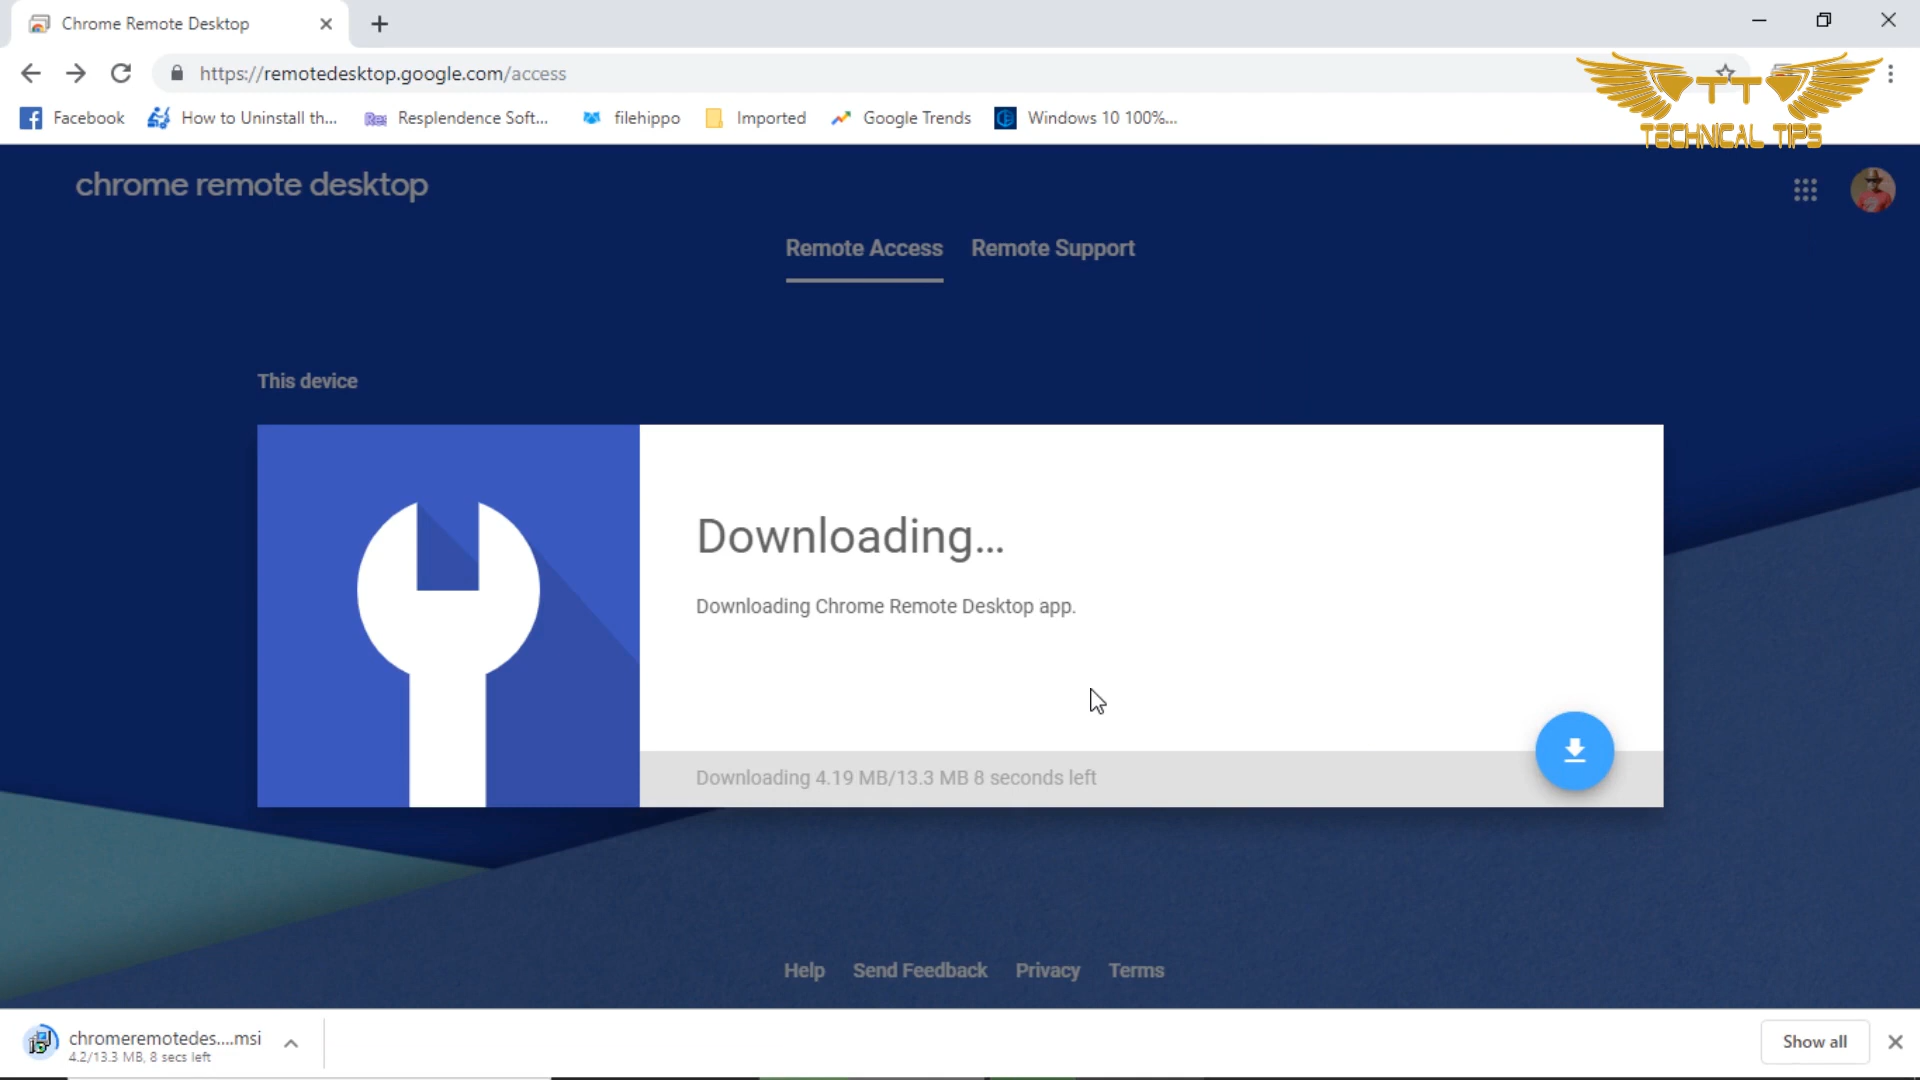 Chrome Remote Desktop
https://remotedesktop.google.com/access
Facebook How to Uninstall th... Resplendence Soft... filehippo Imported Google Trends Windows 10 100%...
TT
TECHNICAL TIPS
chrome remote desktop
Remote Access Remote Support
This device
Downloading...
Downloading Chrome Remote Desktop app.
Downloading 4.19 MB/13.3 MB 8 seconds left
Help Send Feedback Privacy Terms
chromeremotedes....msi
4.2/13.3 MB, 8 secs left
Show all